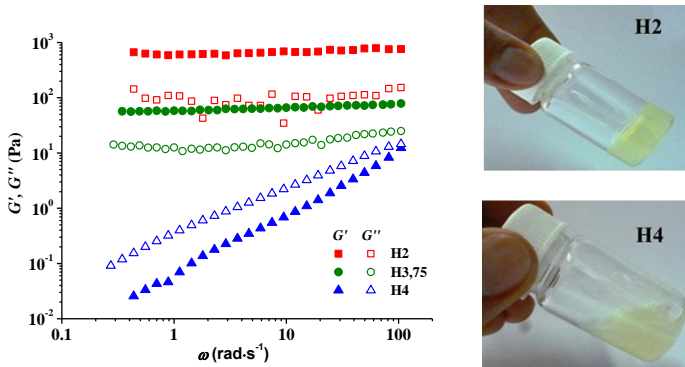 G', G'' (Pa)
10³
10²
10¹
10⁰
10⁻¹
10⁻²
0.1
1
10
100
ω (rad·s⁻¹)
G' G''
H2
H3,75
H4
H2
H4